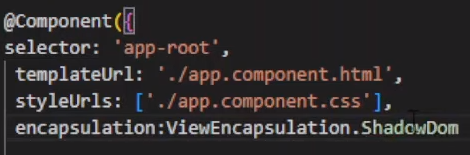 @Component({
selector: 'app-root',
templateUrl: './app.component.html',
styleUrls: ['./app.component.css'],
encapsulation:ViewEncapsulation.ShadowDom